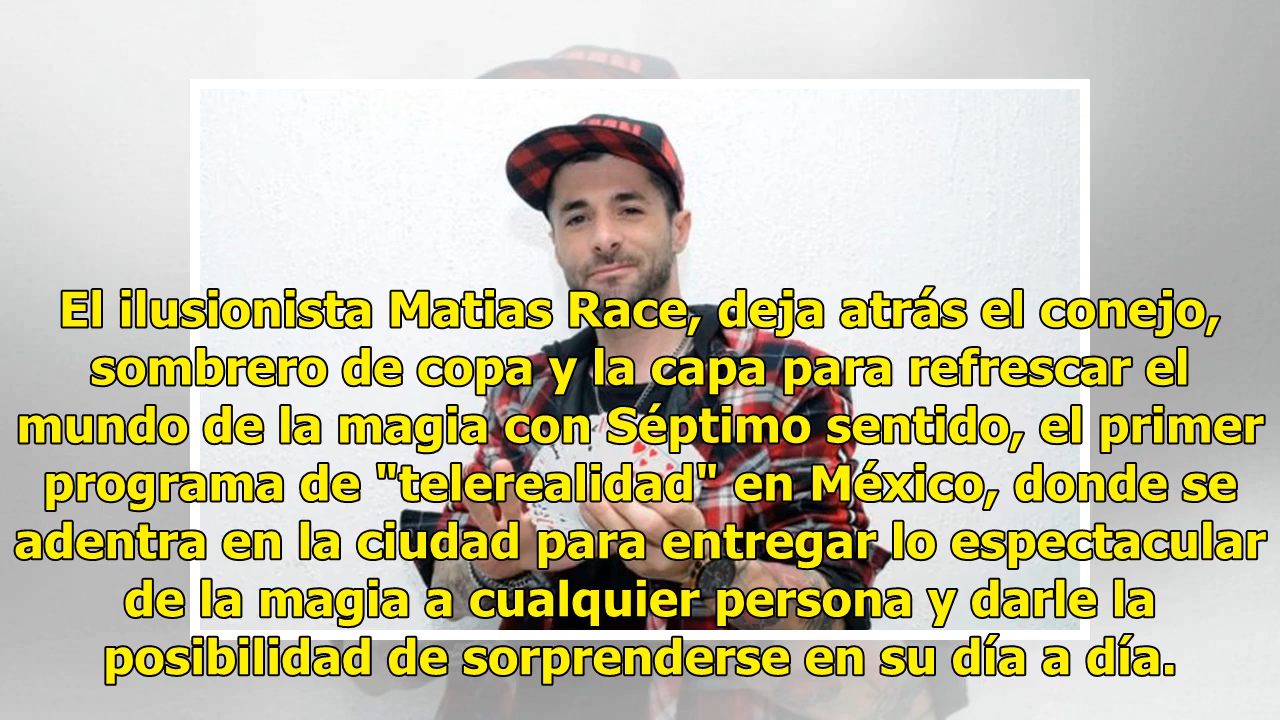 El ilusionista Matias Race, deja atrás el conejo,
sombrero de copa y la capa para refrescar el
mundo de la magia con Séptimo sentido, el primer
programa de "telerealidad" en México, donde se
adentra en la ciudad para entregar lo espectacular
de la magia a cualquier persona y darle la
posibilidad de sorprenderse en su día a día.